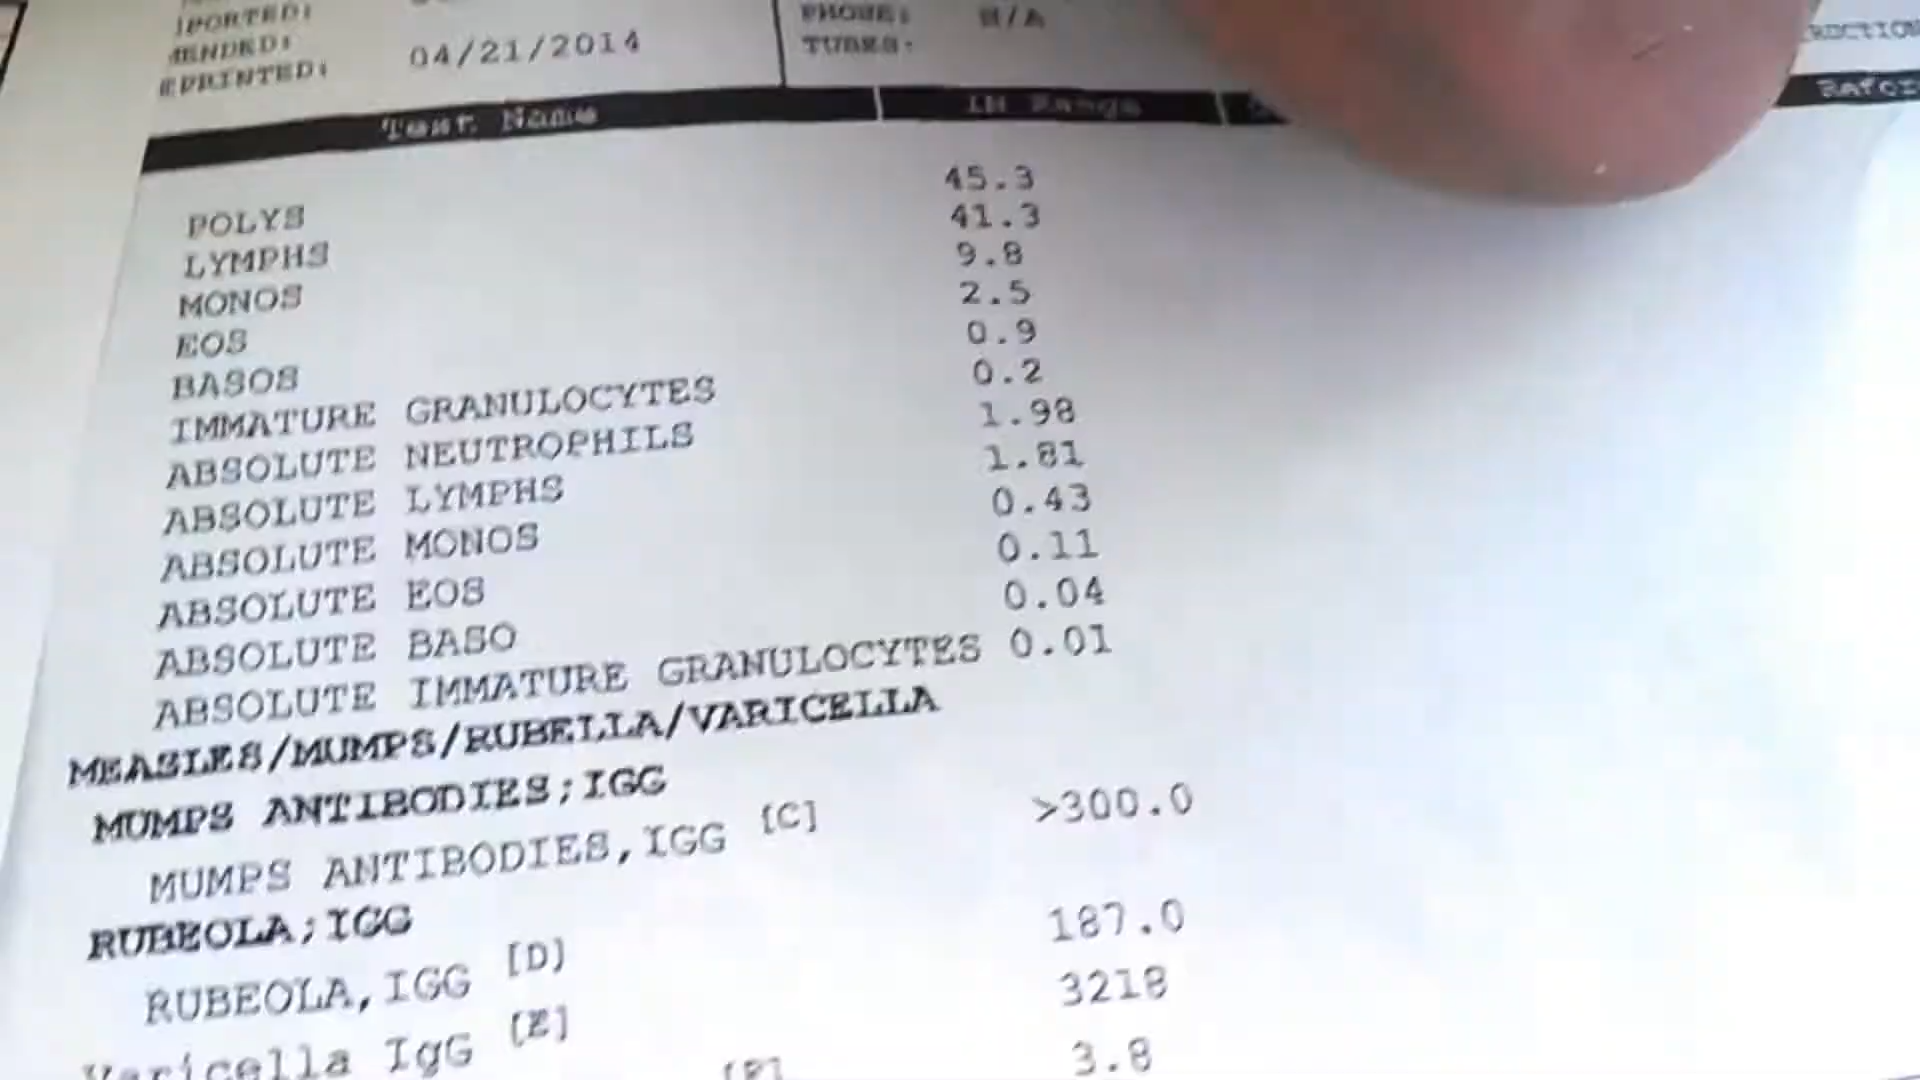 PHONE: N/A
04/21/2014 TUBES:
Test Name In Range
POLYS 45.3
LYMPHS 41.3
MONOS 9.8
EOS 2.5
BASOS 0.9
IMMATURE GRANULOCYTES 0.2
ABSOLUTE NEUTROPHILS 1.98
ABSOLUTE LYMPHS 1.81
ABSOLUTE MONOS 0.43
ABSOLUTE EOS 0.11
ABSOLUTE BASO 0.04
ABSOLUTE IMMATURE GRANULOCYTES 0.01
MEASLES/MUMPS/RUBELLA/VARICELLA
MUMPS ANTIBODIES;IGG
MUMPS ANTIBODIES,IGG [C] >300.0
RUBEOLA;IGG
RUBEOLA,IGG [D] 187.0
Varicella IgG [E] 3218
3.8